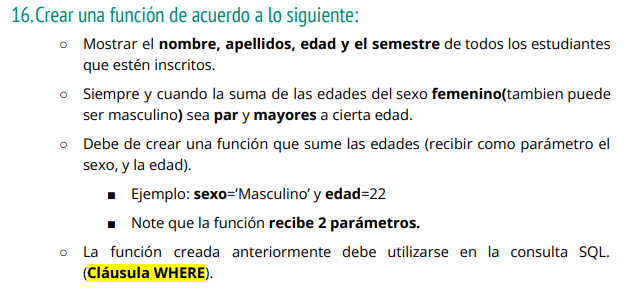 16.Crear una función de acuerdo a lo siguiente:
○ Mostrar el nombre, apellidos, edad y el semestre de todos los estudiantes
que estén inscritos.
○ Siempre y cuando la suma de las edades del sexo femenino(tambien puede
ser masculino) sea par y mayores a cierta edad.
○ Debe de crear una función que sume las edades (recibir como parámetro el
sexo, y la edad).
■ Ejemplo: sexo='Masculino' y edad=22
■ Note que la función recibe 2 parámetros.
○ La función creada anteriormente debe utilizarse en la consulta SQL.
(Cláusula WHERE).